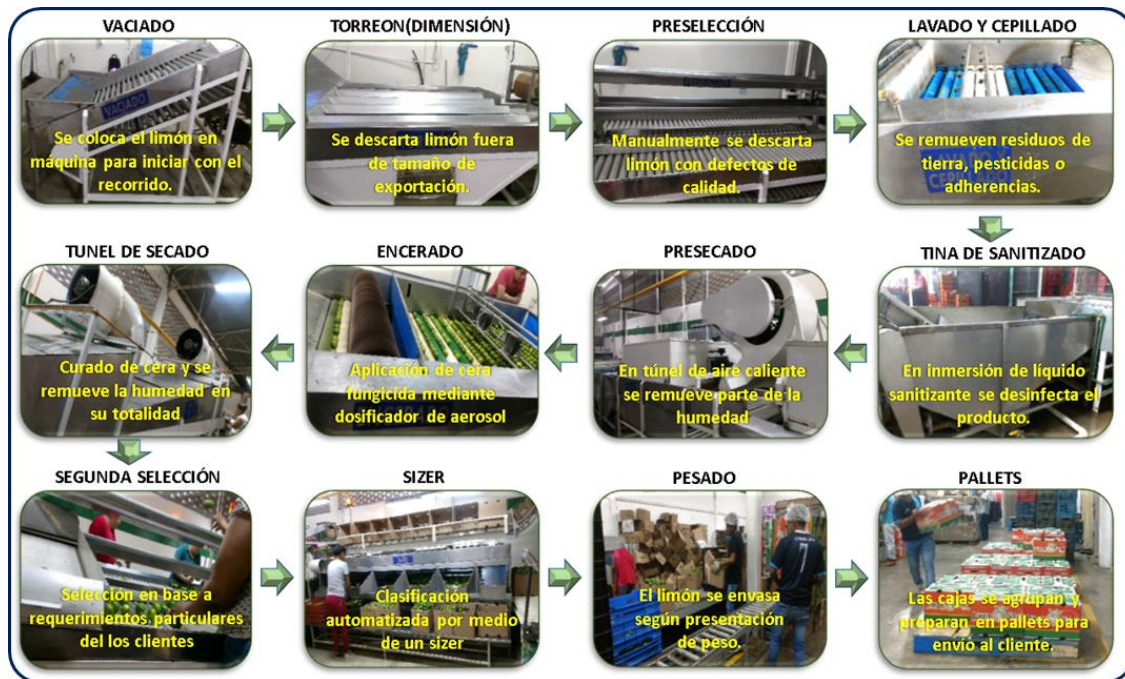 VACIADO
VACIADO
Se coloca el limón en
máquina para iniciar con el
recorrido.
TORREON(DIMENSIÓN)
Se descarta limón fuera
de tamaño de
exportación.
PRESELECCIÓN
Manualmente se descarta
limón con defectos de
calidad.
LAVADO Y CEPILLADO
Se remueven residuos de
tierra, pesticidas o
adherencias.
CEPILLADO
TINA DE SANITIZADO
En inmersión de líquido
sanitizante se desinfecta el
producto.
PRESECADO
En túnel de aire caliente
se remueve parte de la
humedad
ENCERADO
Aplicación de cera
fungicida mediante
dosificador de aerosol
TUNEL DE SECADO
Curado de cera y se
remueve la humedad en
su totalidad
SEGUNDA SELECCIÓN
Selección en base a
requerimientos particulares
del los clientes
SIZER
Clasificación
automatizada por medio
de un sizer
PESADO
El limón se envasa
según presentación
de peso.
PALLETS
Las cajas se agrupan y
preparan en pallets para
envío al cliente.